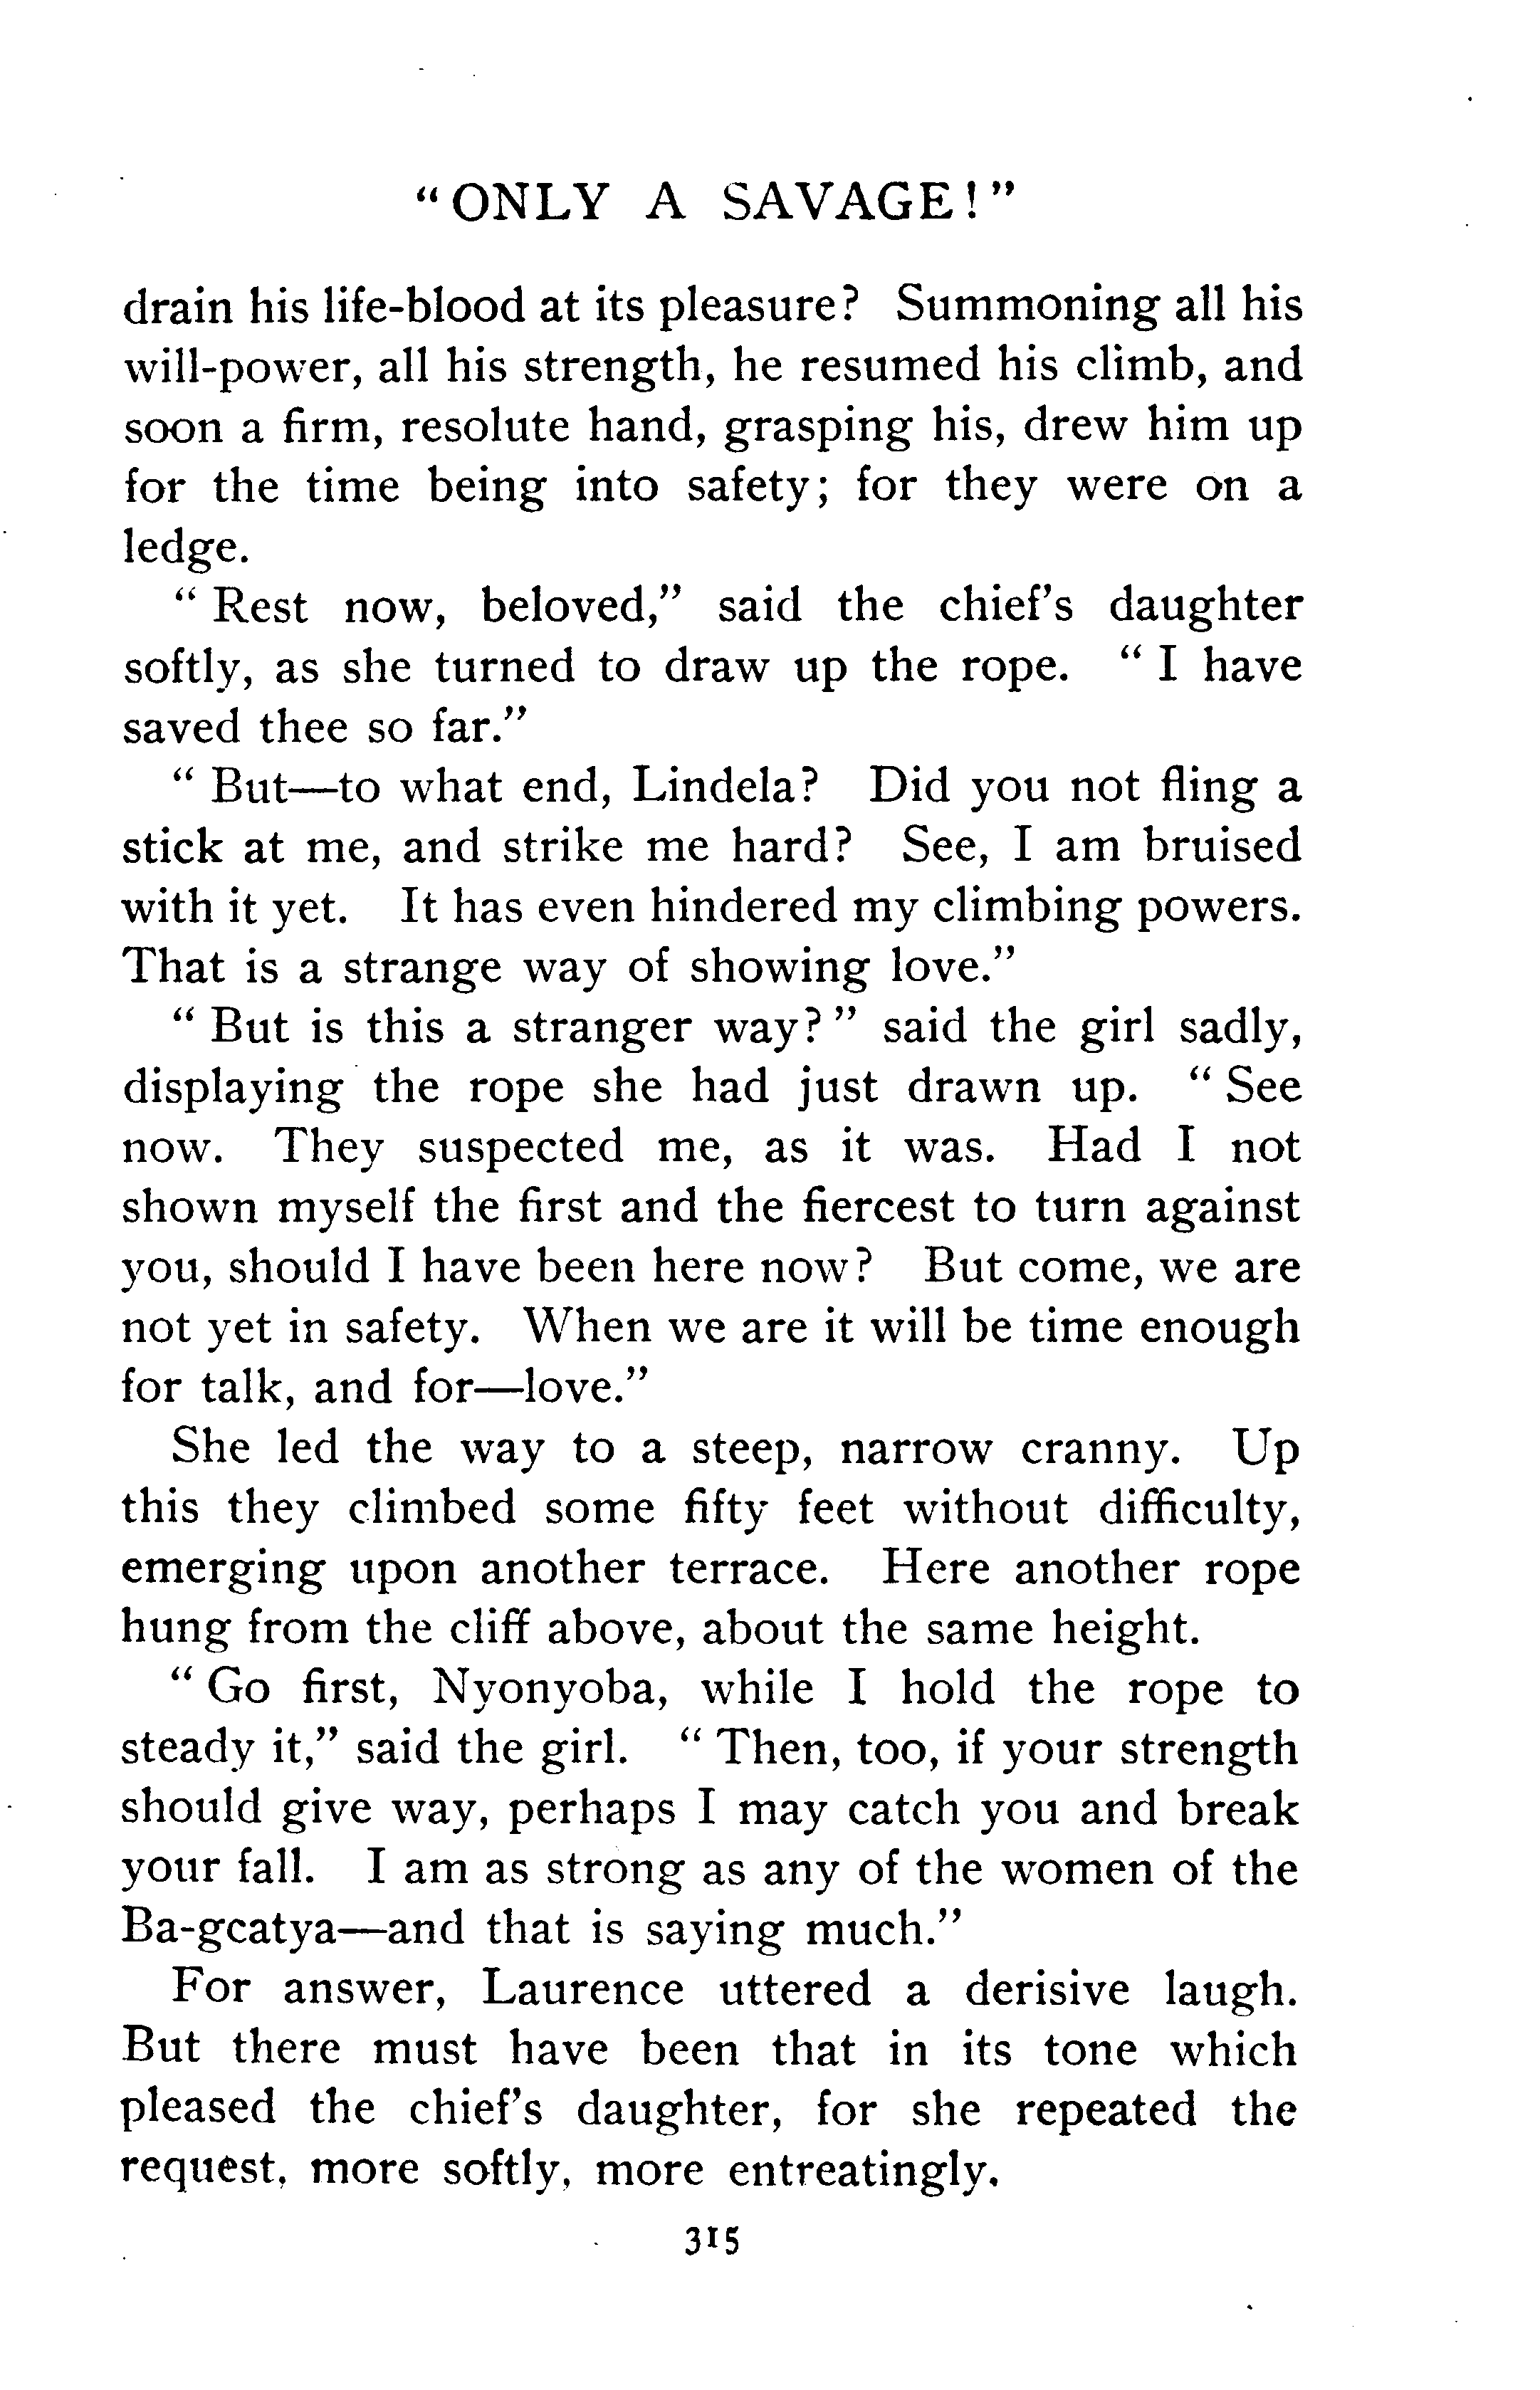 "ONLY A SAVAGE!"
drain his life-blood at its pleasure? Summoning all his
will-power, all his strength, he resumed his climb, and
soon a firm, resolute hand, grasping his, drew him up
for the time being into safety; for they were on a
ledge.
"Rest now, beloved," said the chief's daughter
softly, as she turned to draw up the rope. "I have
saved thee so far."
"But—to what end, Lindela? Did you not fling a
stick at me, and strike me hard? See, I am bruised
with it yet. It has even hindered my climbing powers.
That is a strange way of showing love."
"But is this a stranger way?" said the girl sadly,
displaying the rope she had just drawn up. "See
now. They suspected me, as it was. Had I not
shown myself the first and the fiercest to turn against
you, should I have been here now? But come, we are
not yet in safety. When we are it will be time enough
for talk, and for—love."
She led the way to a steep, narrow cranny. Up
this they climbed some fifty feet without difficulty,
emerging upon another terrace. Here another rope
hung from the cliff above, about the same height.
"Go first, Nyonyoba, while I hold the rope to
steady it," said the girl. "Then, too, if your strength
should give way, perhaps I may catch you and break
your fall. I am as strong as any of the women of the
Ba-gcatya—and that is saying much."
For answer, Laurence uttered a derisive laugh.
But there must have been that in its tone which
pleased the chief's daughter, for she repeated the
request, more softly, more entreatingly.
315